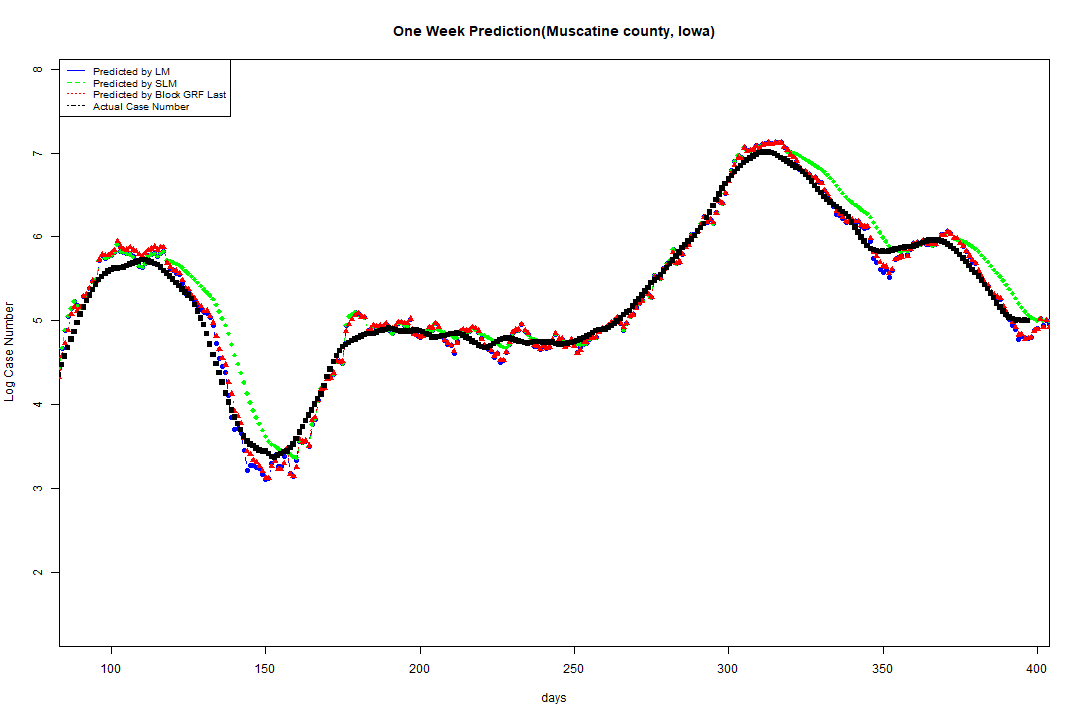 One Week Prediction(Muscatine county, Iowa)
Predicted by LM
Predicted by SLM
Predicted by Block GRF Last
Actual Case Number
8
7
6
5
4
3
2
Log Case Number
100 150 200 250 300 350 400
days